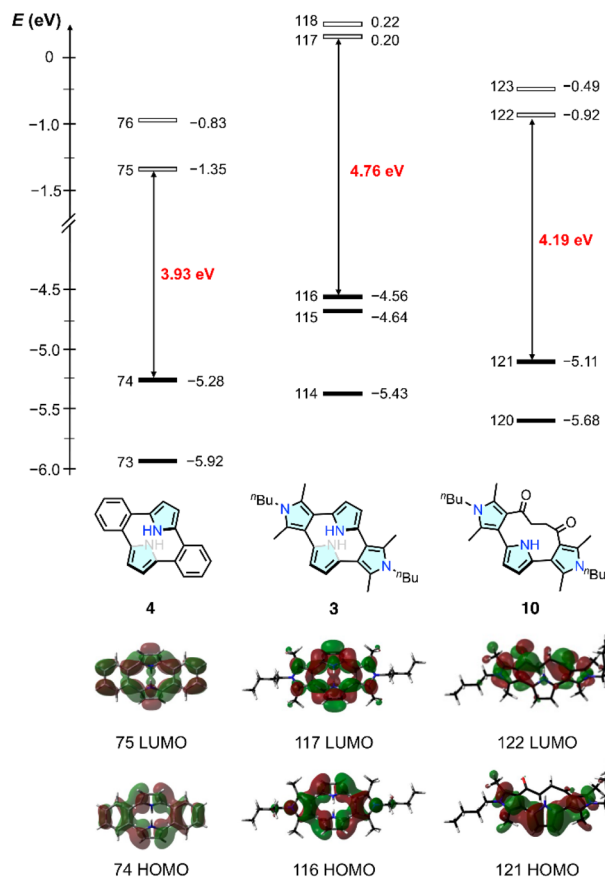 E (eV)
0
−1.0
−1.5
−4.5
−5.0
−5.5
−6.0
76 −0.83
75 −1.35
3.93 eV
74 −5.28
73 −5.92
118 0.22
117 0.20
4.76 eV
116 −4.56
115 −4.64
114 −5.43
123 −0.49
122 −0.92
4.19 eV
121 −5.11
120 −5.68
HN
NH
4
nBu
N
HN
NH
N
nBu
3
nBu
N
O
O
NH
N
nBu
10
75 LUMO
117 LUMO
122 LUMO
74 HOMO
116 HOMO
121 HOMO